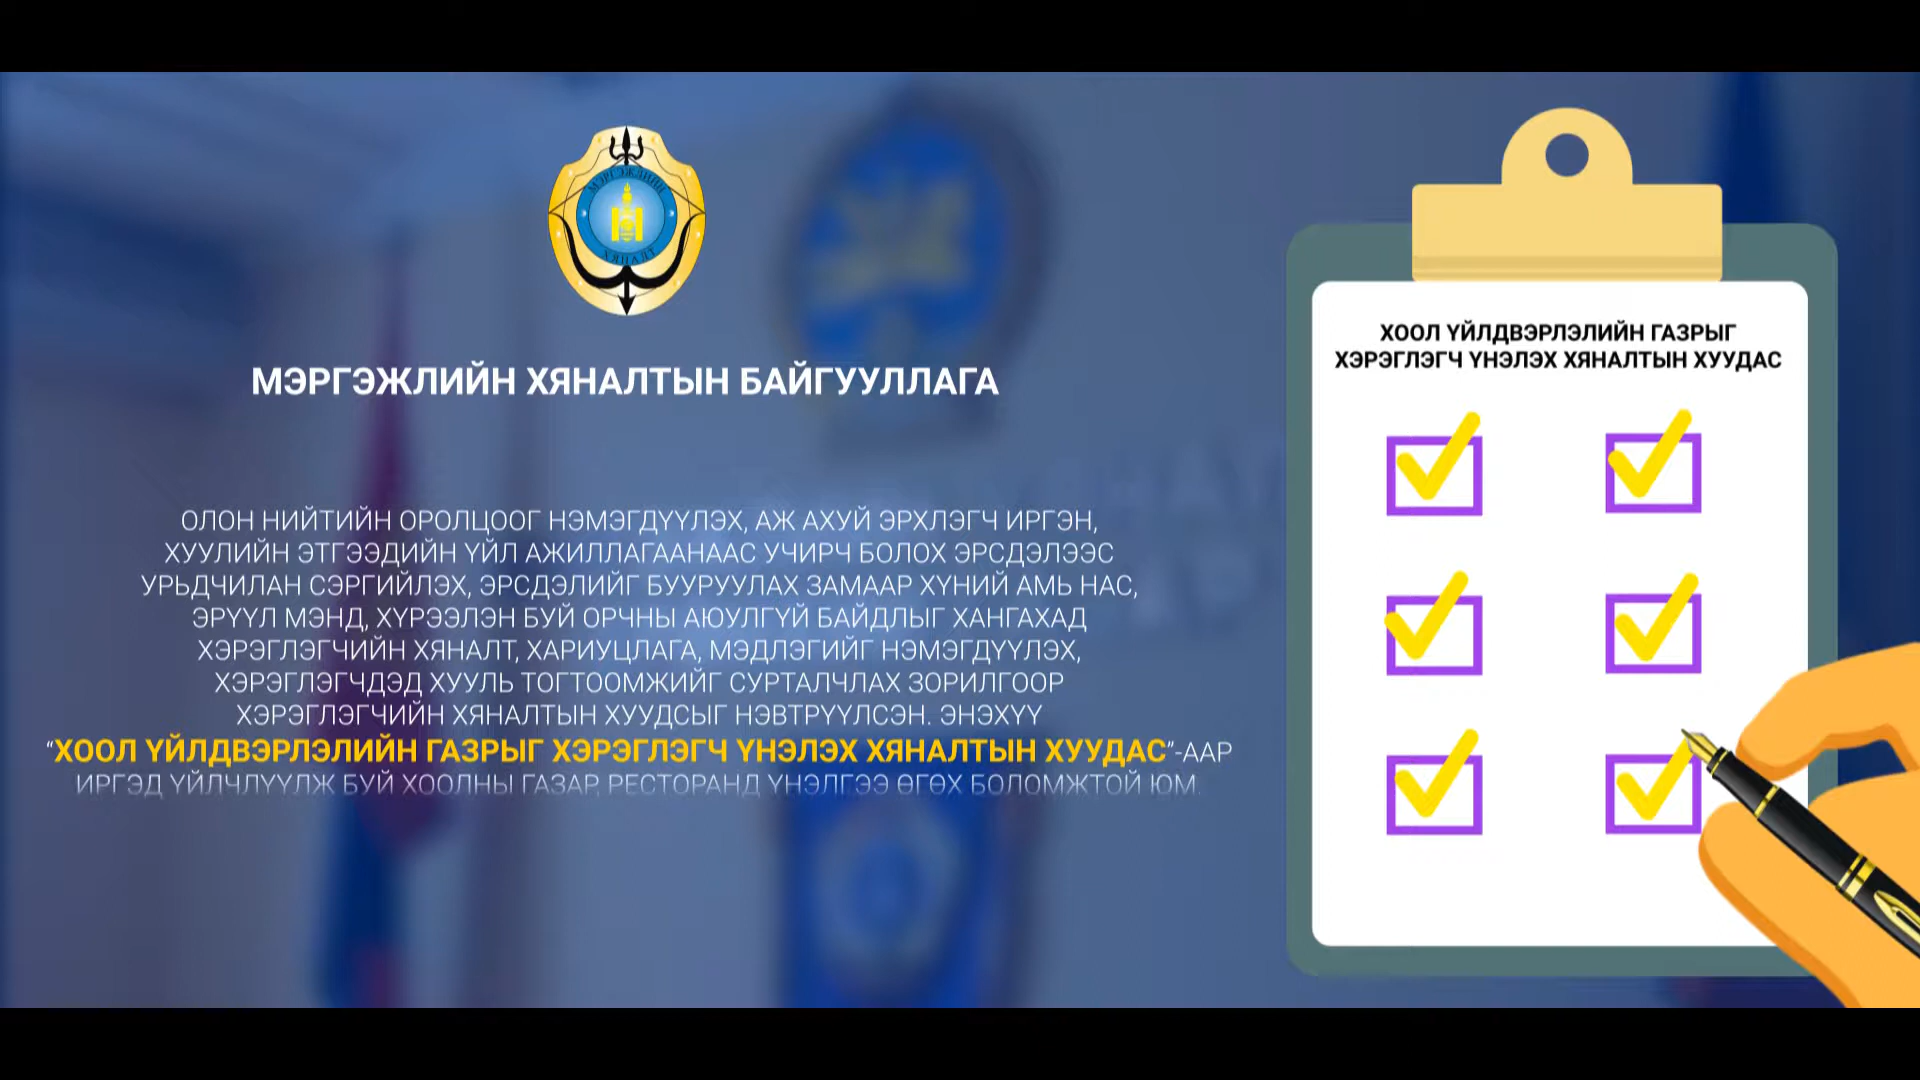 МЭРГЭЖЛИЙН
ХЯНАЛТ
МЭРГЭЖЛИЙН ХЯНАЛТЫН БАЙГУУЛЛАГА
ОЛОН НИЙТИЙН ОРОЛЦООГ НЭМЭГДҮҮЛЭХ, АЖ АХУЙ ЭРХЛЭГЧ ИРГЭН,
ХУУЛИЙН ЭТГЭЭДИЙН ҮЙЛ АЖИЛЛАГААНААС УЧИРЧ БОЛОХ ЭРСДЭЛЭЭС
УРЬДЧИЛАН СЭРГИЙЛЭХ, ЭРСДЭЛИЙГ БУУРУУЛАХ ЗАМААР ХҮНИЙ АМЬ НАС,
ЭРҮҮЛ МЭНД, ХҮРЭЭЛЭН БУЙ ОРЧНЫ АЮУЛГҮЙ БАЙДЛЫГ ХАНГАХАД
ХЭРЭГЛЭГЧИЙН ХЯНАЛТ, ХАРИУЦЛАГА, МЭДЛЭГИЙГ НЭМЭГДҮҮЛЭХ,
ХЭРЭГЛЭГЧДЭД ХУУЛЬ ТОГТООМЖИЙГ СУРТАЛЧЛАХ ЗОРИЛГООР
ХЭРЭГЛЭГЧИЙН ХЯНАЛТЫН ХУУДСЫГ НЭВТРҮҮЛСЭН. ЭНЭХҮҮ
“ХООЛ ҮЙЛДВЭРЛЭЛИЙН ГАЗРЫГ ХЭРЭГЛЭГЧ ҮНЭЛЭХ ХЯНАЛТЫН ХУУДАС”-ААР
ИРГЭД ҮЙЛЧЛҮҮЛЖ БУЙ ХООЛНЫ ГАЗАР, РЕСТОРАНД ҮНЭЛГЭЭ ӨГӨХ БОЛОМЖТОЙ ЮМ.
ХООЛ ҮЙЛДВЭРЛЭЛИЙН ГАЗРЫГ
ХЭРЭГЛЭГЧ ҮНЭЛЭХ ХЯНАЛТЫН ХУУДАС